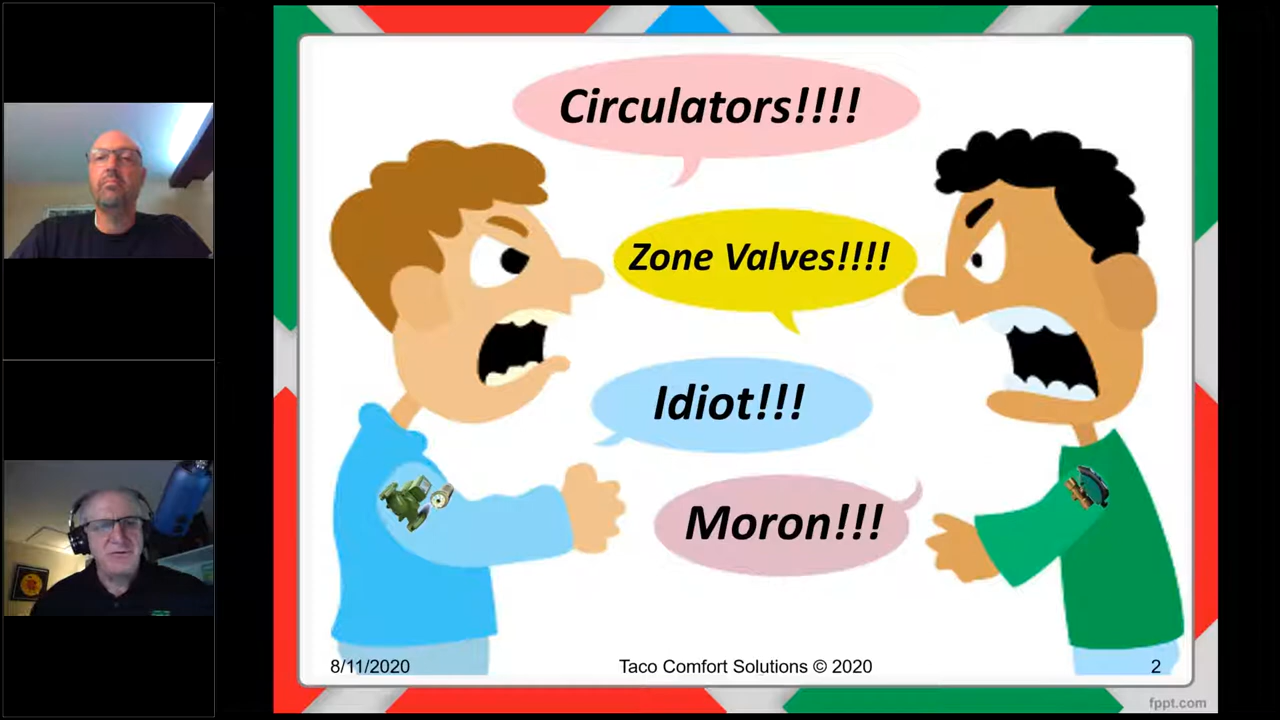 Circulators!!!!
Zone Valves!!!!
Idiot!!!
Moron!!!
8/11/2020
Taco Comfort Solutions © 2020
2
fppt.com